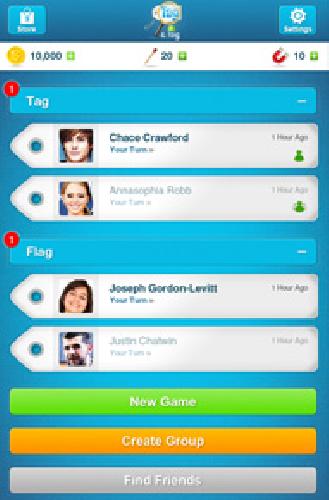 Store
Tag
& flag
Settings
10,000
20
10
1
Tag
Chace Crawford
1 Hour Ago
Your Turn »
Annasophia Robb
1 Hour Ago
Your Turn »
1
Flag
Joseph Gordon-Levitt
1 Hour Ago
Your Turn »
Justin Chatwin
1 Hour Ago
Your Turn »
New Game
Create Group
Find Friends